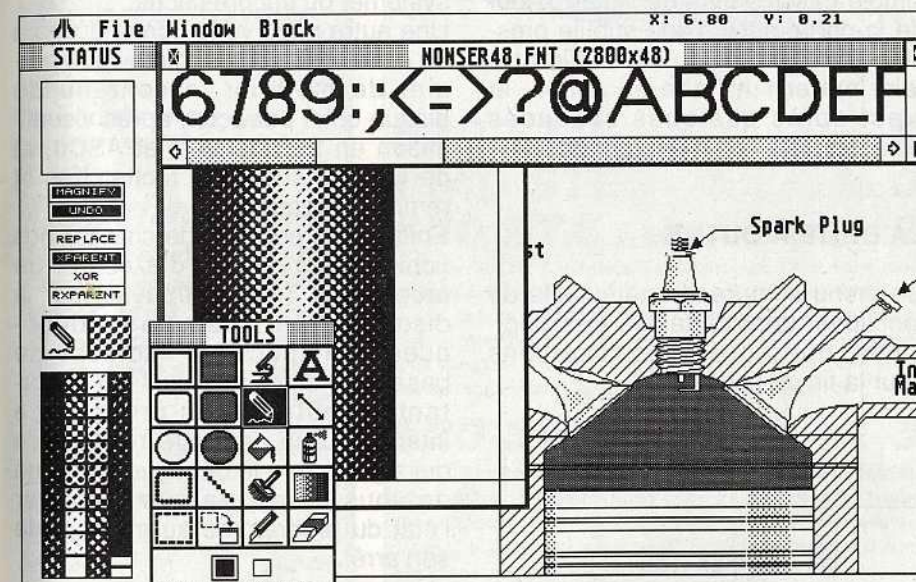 File Window Block
X: 6.80 Y: 0.21
STATUS
NONSER48.FNT (2800x48)
6789:;<=>?@ABCDEF
MAGNIFY
UNDO
REPLACE
XPARENT
XOR
RXPARENT
TOOLS
A
st
Spark Plug
In
Ma